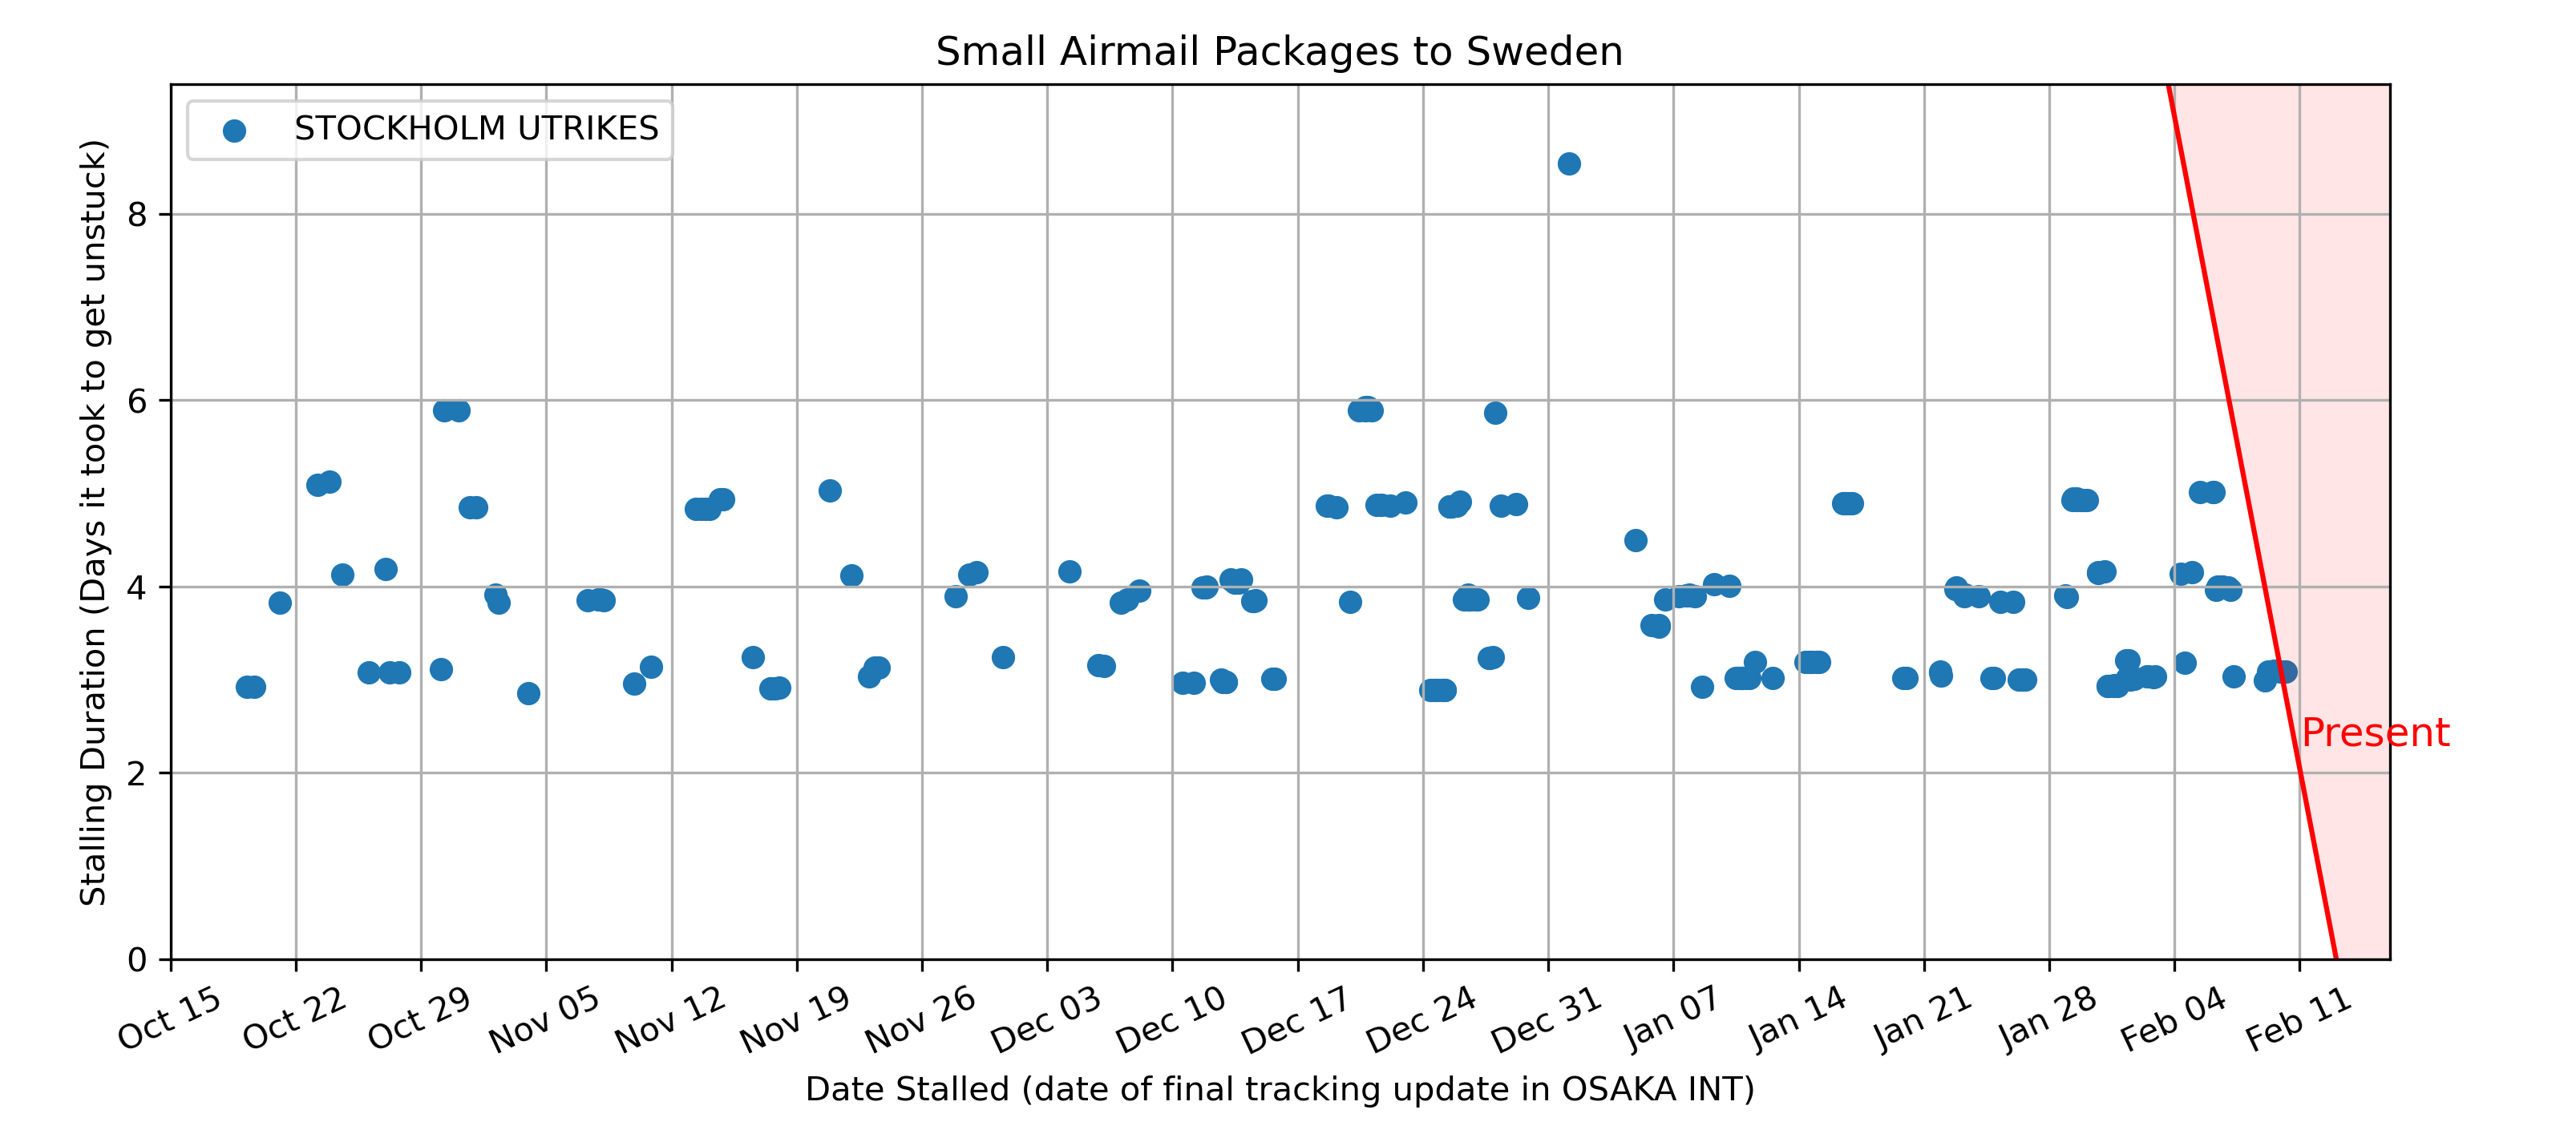 Small Airmail Packages to Sweden
STOCKHOLM UTRIKES
Stalling Duration (Days it took to get unstuck)
8
6
4
2
0
Present
Oct 15
Oct 22
Oct 29
Nov 05
Nov 12
Nov 19
Nov 26
Dec 03
Dec 10
Dec 17
Dec 24
Dec 31
Jan 07
Jan 14
Jan 21
Jan 28
Feb 04
Feb 11
Date Stalled (date of final tracking update in OSAKA INT)